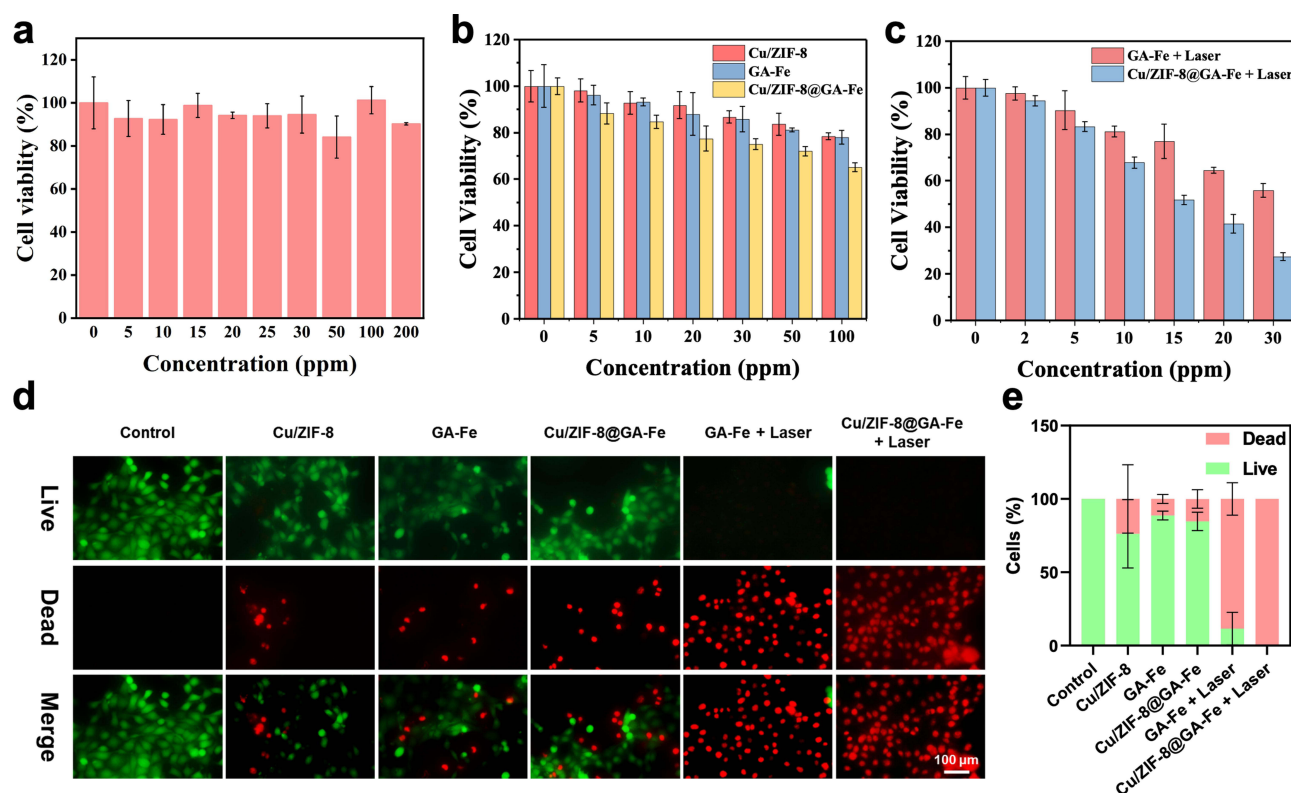 a
Cell viablity (%)
120
100
80
60
40
20
0
0 5 10 15 20 25 30 50 100 200
Concentration (ppm)
b
Cell Viability (%)
120
100
80
60
40
20
0
Cu/ZIF-8
GA-Fe
Cu/ZIF-8@GA-Fe
0 5 10 20 30 50 100
Concentration (ppm)
c
Cell Viability (%)
120
100
80
60
40
20
0
GA-Fe + Laser
Cu/ZIF-8@GA-Fe + Laser
0 2 5 10 15 20 30
Concentration (ppm)
d
Control Cu/ZIF-8 GA-Fe Cu/ZIF-8@GA-Fe GA-Fe + Laser Cu/ZIF-8@GA-Fe
+ Laser
Live
Dead
Merge
100 μm
e
Cells (%)
150
100
50
0
Dead
Live
Control
Cu/ZIF-8
GA-Fe
Cu/ZIF-8@GA-Fe
GA-Fe + Laser
Cu/ZIF-8@GA-Fe + Laser